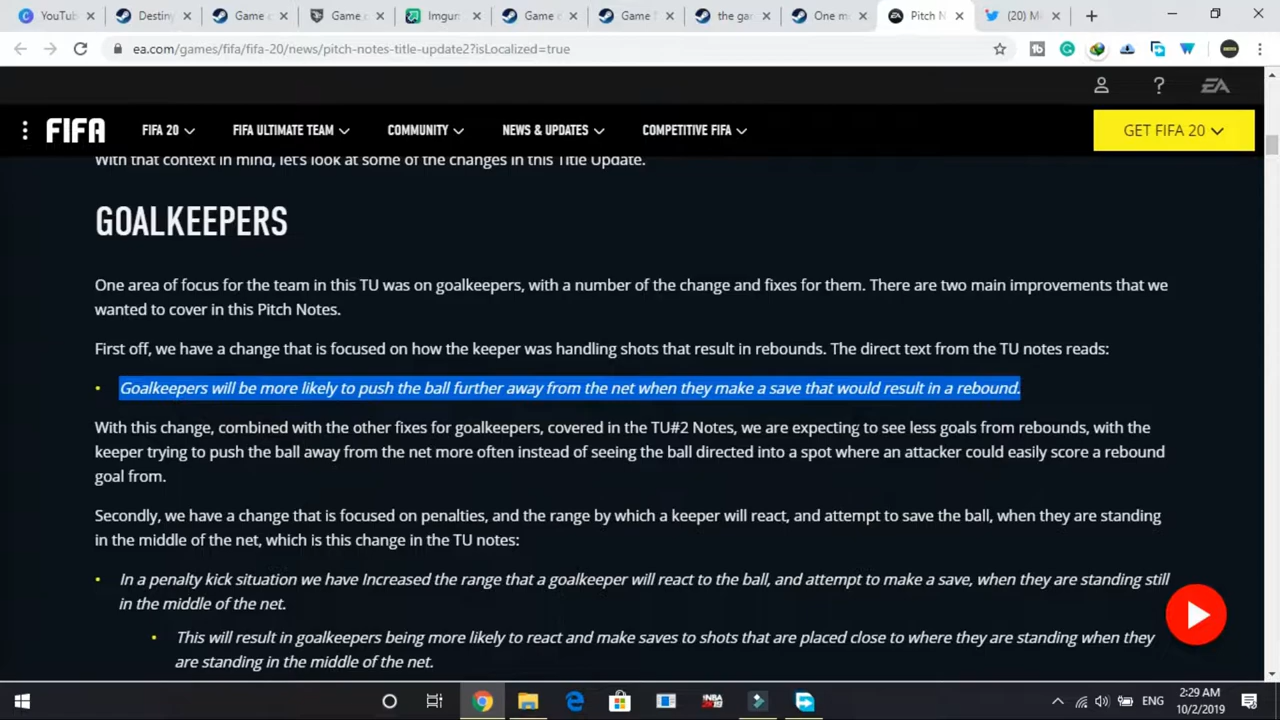 YouTub
Destiny
Game o
Game c
Imgur
Game d
Game f
the gar
One mo
Pitch N
(20) M
ea.com/games/fifa/fifa-20/news/pitch-notes-title-update2?isLocalized=true
EA
FIFA
FIFA 20
FIFA ULTIMATE TEAM
COMMUNITY
NEWS & UPDATES
COMPETITIVE FIFA
GET FIFA 20
With that context in mind, let's look at some of the changes in this Title Update.
GOALKEEPERS
One area of focus for the team in this TU was on goalkeepers, with a number of the change and fixes for them. There are two main improvements that we
wanted to cover in this Pitch Notes.
First off, we have a change that is focused on how the keeper was handling shots that result in rebounds. The direct text from the TU notes reads:
Goalkeepers will be more likely to push the ball further away from the net when they make a save that would result in a rebound.
With this change, combined with the other fixes for goalkeepers, covered in the TU#2 Notes, we are expecting to see less goals from rebounds, with the
keeper trying to push the ball away from the net more often instead of seeing the ball directed into a spot where an attacker could easily score a rebound
goal from.
Secondly, we have a change that is focused on penalties, and the range by which a keeper will react, and attempt to save the ball, when they are standing
in the middle of the net, which is this change in the TU notes:
In a penalty kick situation we have Increased the range that a goalkeeper will react to the ball, and attempt to make a save, when they are standing still
in the middle of the net.
This will result in goalkeepers being more likely to react and make saves to shots that are placed close to where they are standing when they
are standing in the middle of the net.
ENG
2:29 AM
10/2/2019